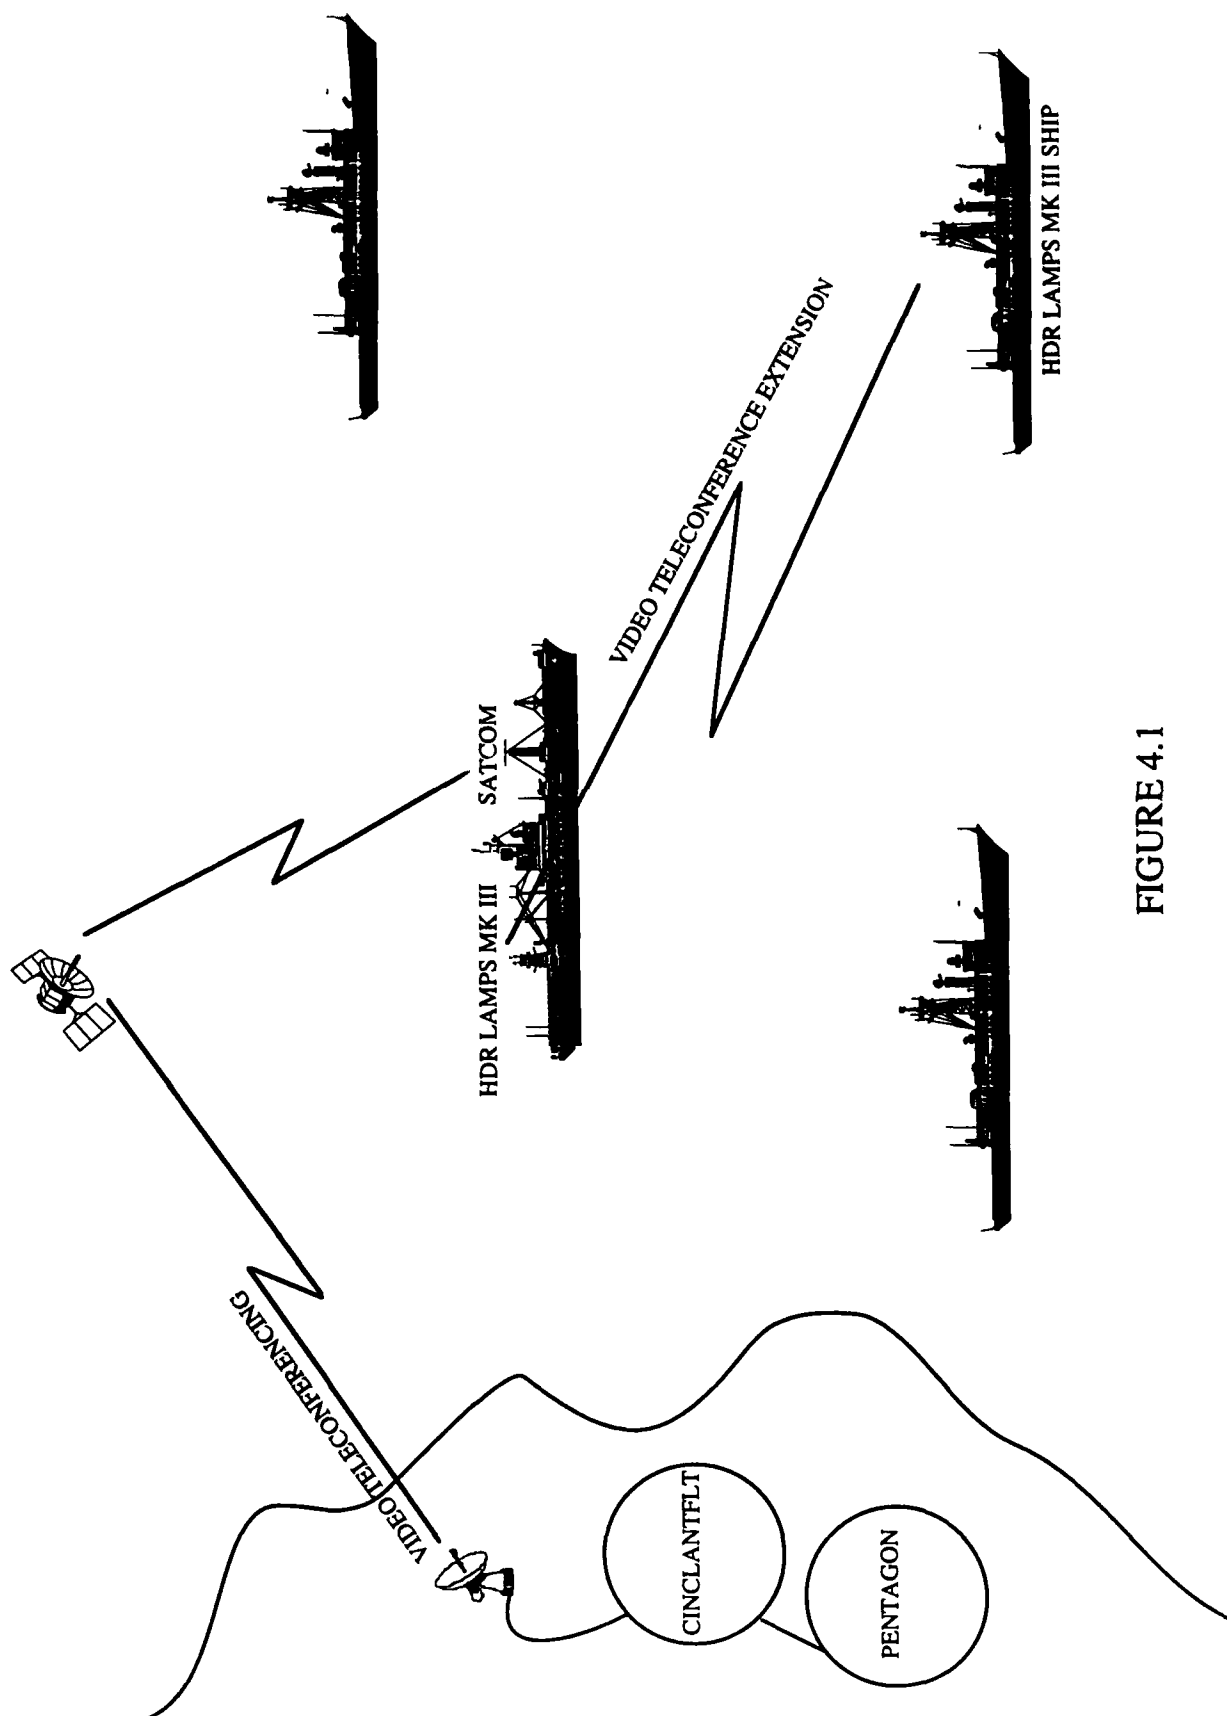 VIDEO TELECONFERENCING
HDR LAMPS MK III
SATCOM
VIDEO TELECONFERENCE EXTENSION
CINCLANTFLT
PENTAGON
HDR LAMPS MK III SHIP
FIGURE 4.1